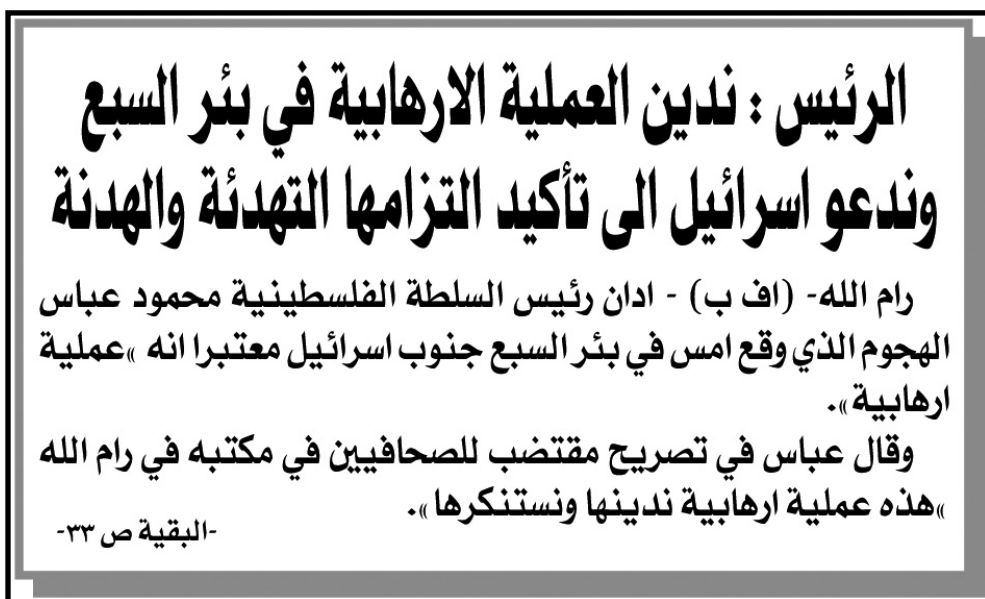 الرئيس : ندين العملية الارهابية في بئر السبع
وندعو اسرائيل الى تأكيد التزامها التهدئة والهدنة
رام الله- (اف ب) - ادان رئيس السلطة الفلسطينية محمود عباس
الهجوم الذي وقع امس في بئر السبع جنوب اسرائيل معتبرا انه »عملية
ارهابية».
وقال عباس في تصريح مقتضب للصحافيين في مكتبه في رام الله
»هذه عملية ارهابية ندينها ونستنكرها».
-البقية ص ٣٣-